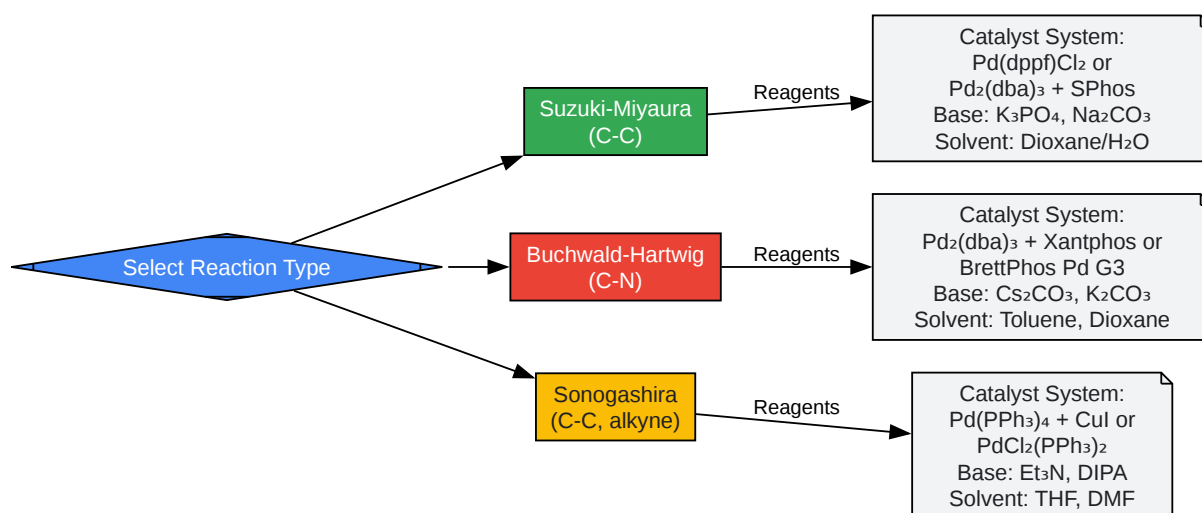 Select Reaction Type
Suzuki-Miyaura
(C-C)
Reagents
Catalyst System:
Pd(dppf)Cl₂ or
Pd₂(dba)₃ + SPhos
Base: K₃PO₄, Na₂CO₃
Solvent: Dioxane/H₂O
Buchwald-Hartwig
(C-N)
Reagents
Catalyst System:
Pd₂(dba)₃ + Xantphos or
BrettPhos Pd G3
Base: Cs₂CO₃, K₂CO₃
Solvent: Toluene, Dioxane
Sonogashira
(C-C, alkyne)
Reagents
Catalyst System:
Pd(PPh₃)₄ + CuI or
PdCl₂(PPh₃)₂
Base: Et₃N, DIPA
Solvent: THF, DMF